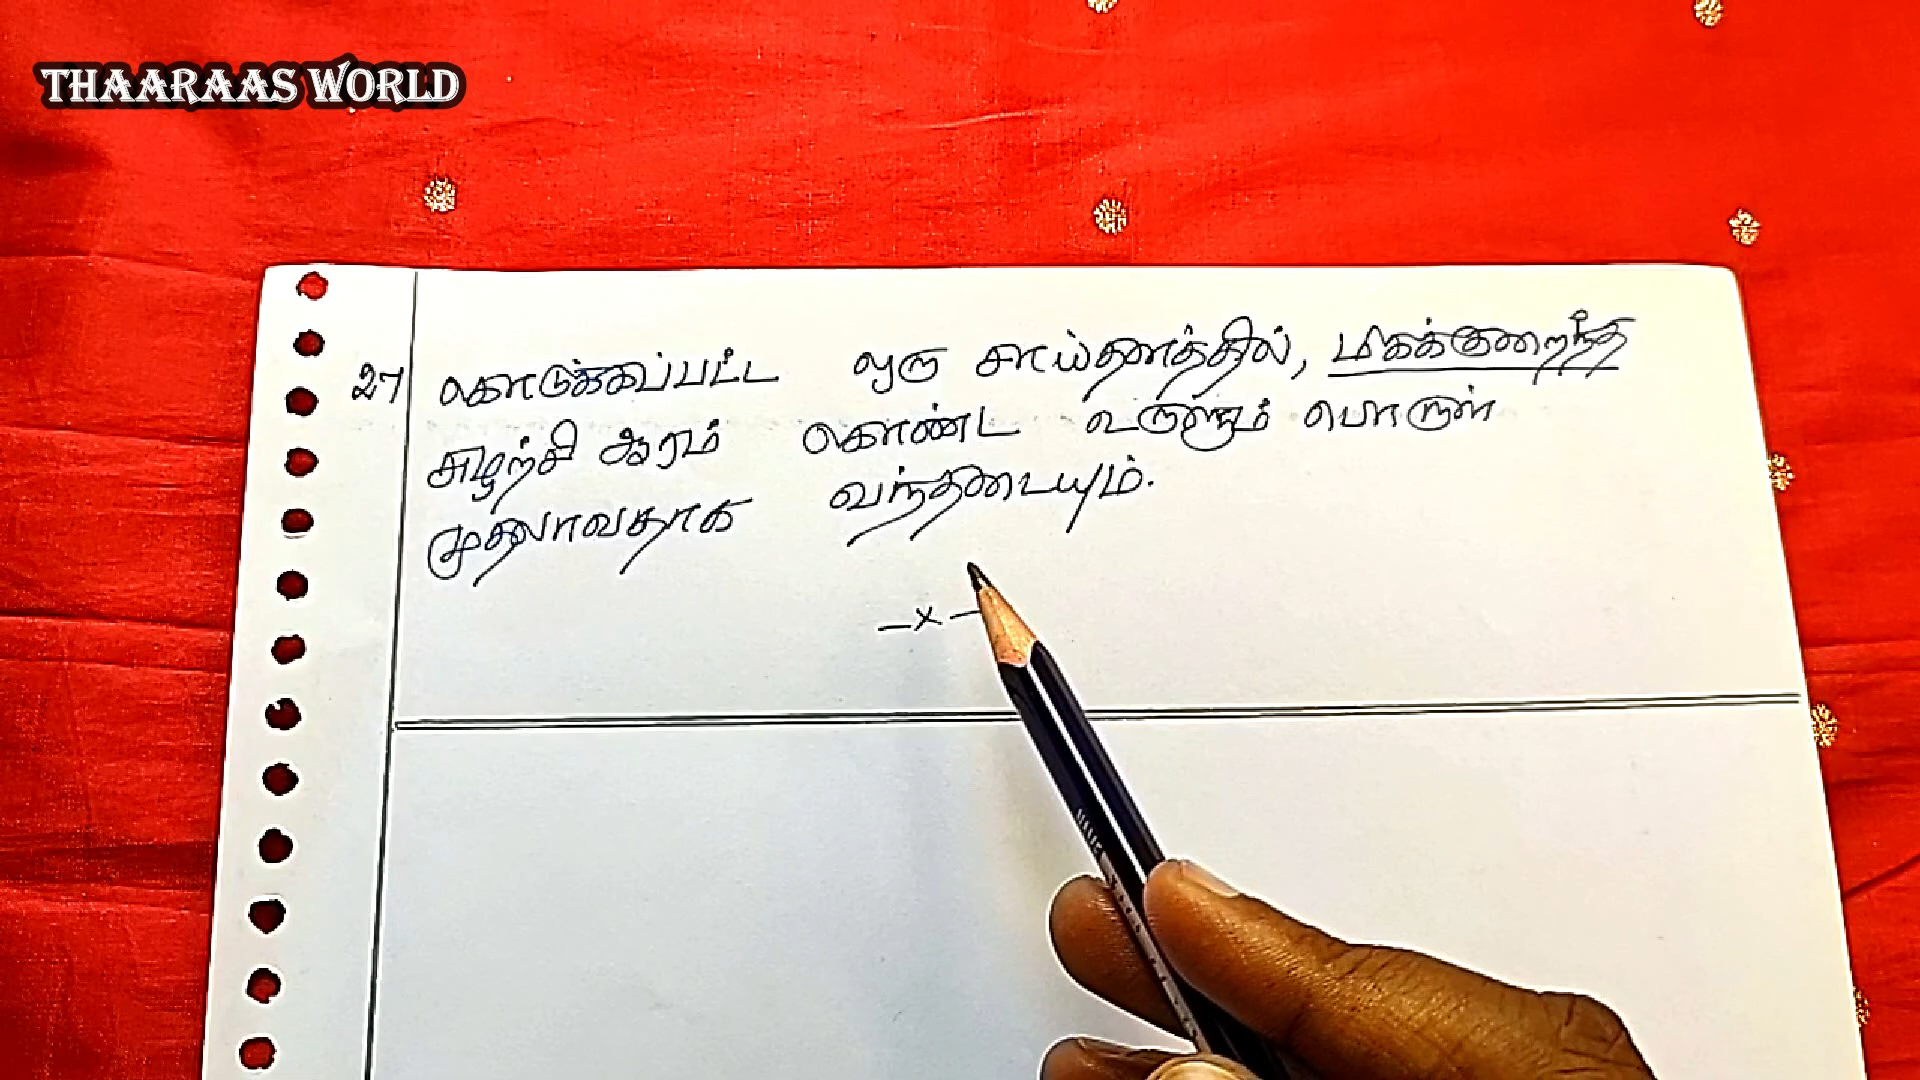 THAARAAS WORLD
27 கொடுக்கப்பட்ட ஒரு சாய்தளத்தில், மிகக்குறைந்த
சுழற்சி ஆரம் கொண்ட உருளும் பொருள்
முதலாவதாக வந்தடையும்.
—x—